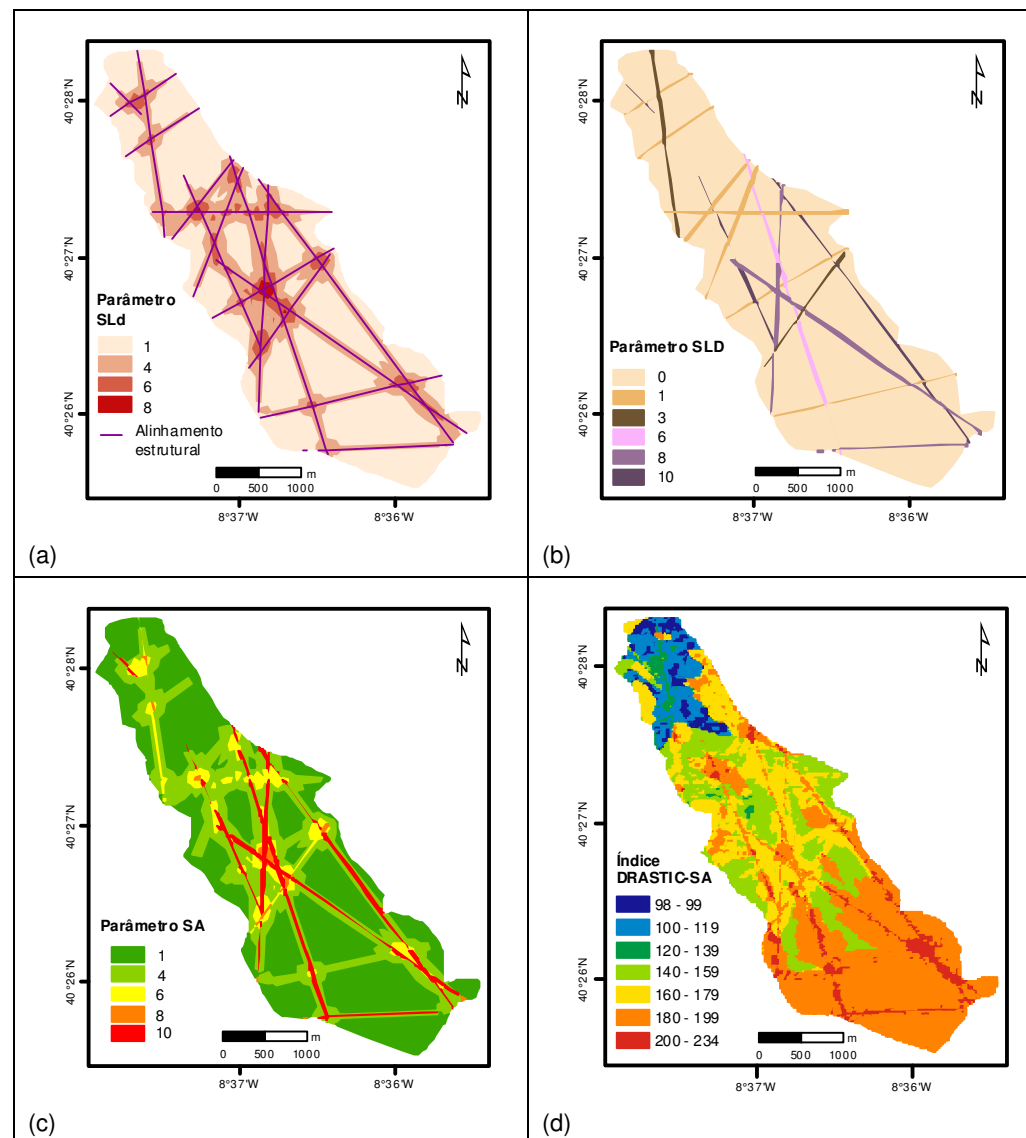 40°28'N
40°27'N
40°26'N
N
Parâmetro
SLd
1
4
6
8
Alinhamento
estrutural
0 500 1000 m
8°37'W 8°36'W
(a)
40°28'N
40°27'N
40°26'N
N
Parâmetro SLD
0
1
3
6
8
10
0 500 1000 m
8°37'W 8°36'W
(b)
40°28'N
40°27'N
40°26'N
N
Parâmetro SA
1
4
6
8
10
0 500 1000 m
8°37'W 8°36'W
(c)
40°28'N
40°27'N
40°26'N
N
Índice
DRASTIC-SA
98 - 99
100 - 119
120 - 139
140 - 159
160 - 179
180 - 199
200 - 234
0 500 1000 m
8°37'W 8°36'W
(d)